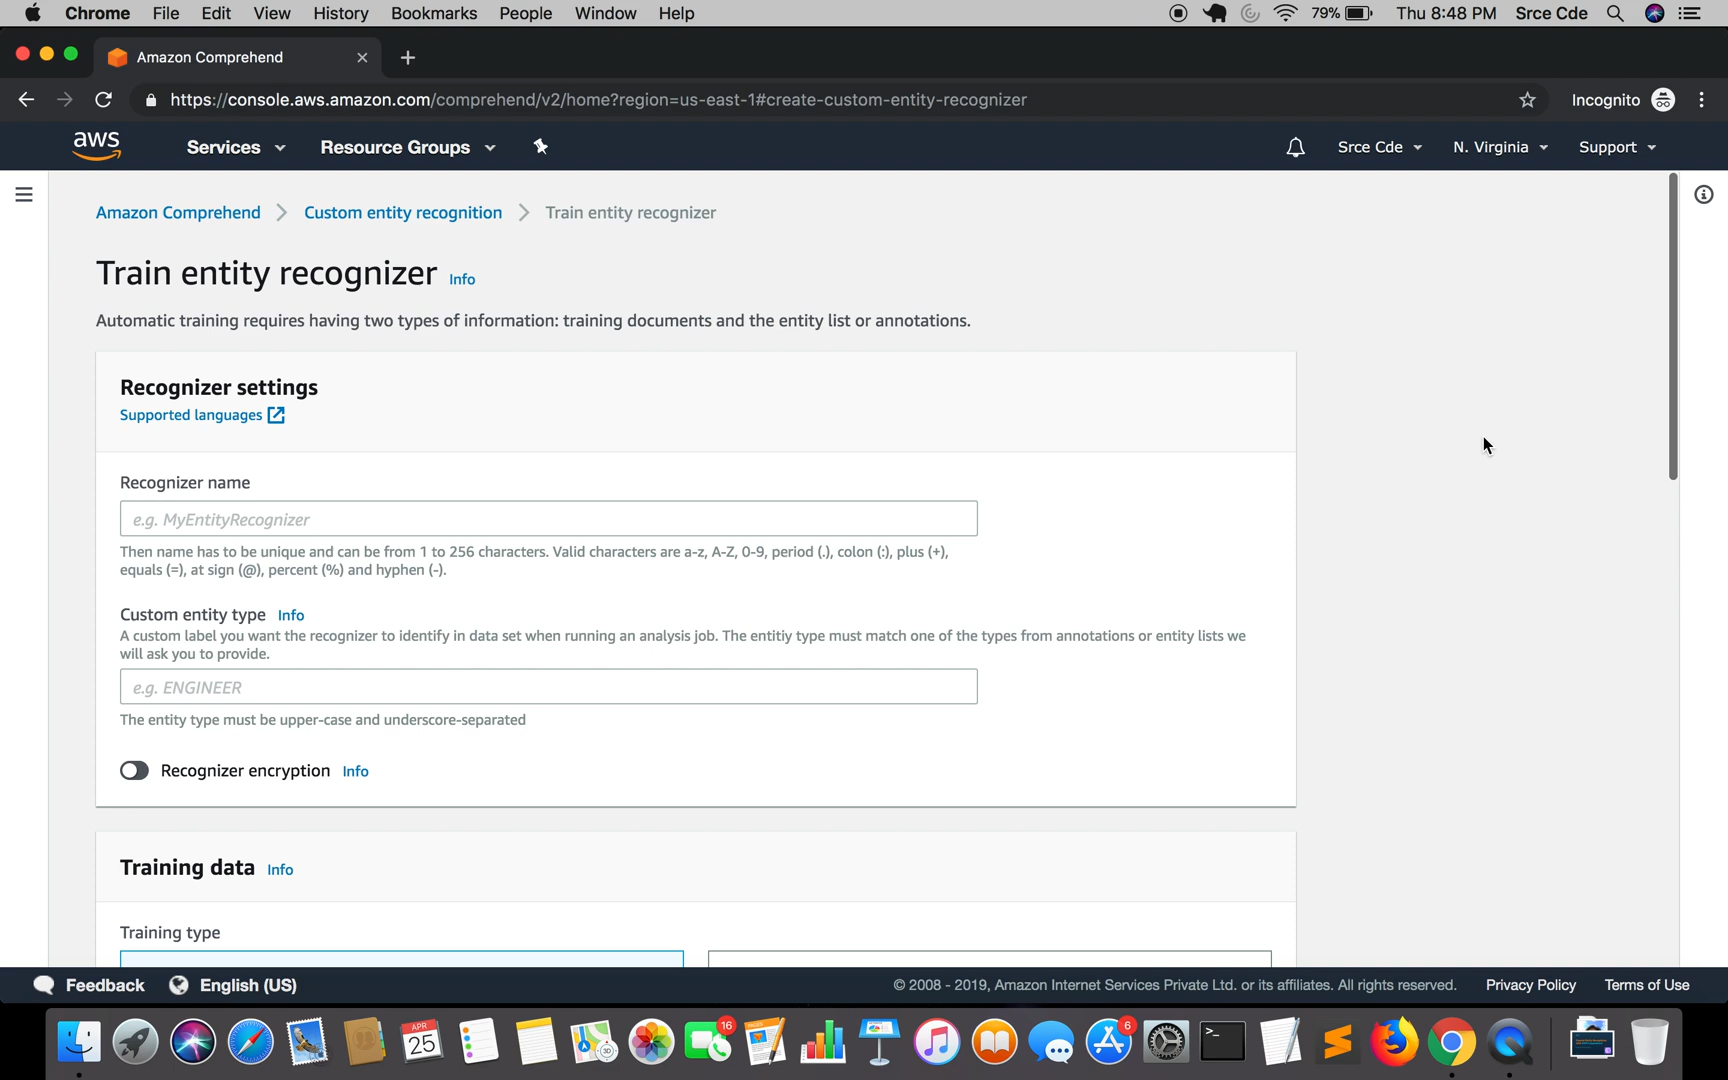 Chrome File Edit View History Bookmarks People Window Help 79% Thu 8:48 PM Srce Cde
Amazon Comprehend
https://console.aws.amazon.com/comprehend/v2/home?region=us-east-1#create-custom-entity-recognizer Incognito
aws Services Resource Groups Srce Cde N. Virginia Support
Amazon Comprehend Custom entity recognition Train entity recognizer
Train entity recognizer Info
Automatic training requires having two types of information: training documents and the entity list or annotations.
Recognizer settings
Supported languages
Recognizer name
e.g. MyEntityRecognizer
Then name has to be unique and can be from 1 to 256 characters. Valid characters are a-z, A-Z, 0-9, period (.), colon (:), plus (+),
equals (=), at sign (@), percent (%) and hyphen (-).
Custom entity type Info
A custom label you want the recognizer to identify in data set when running an analysis job. The entitiy type must match one of the types from annotations or entity lists we
will ask you to provide.
e.g. ENGINEER
The entity type must be upper-case and underscore-separated
Recognizer encryption Info
Training data Info
Training type
Feedback English (US) © 2008 - 2019, Amazon Internet Services Private Ltd. or its affiliates. All rights reserved. Privacy Policy Terms of Use
APR
25
3D
16
6